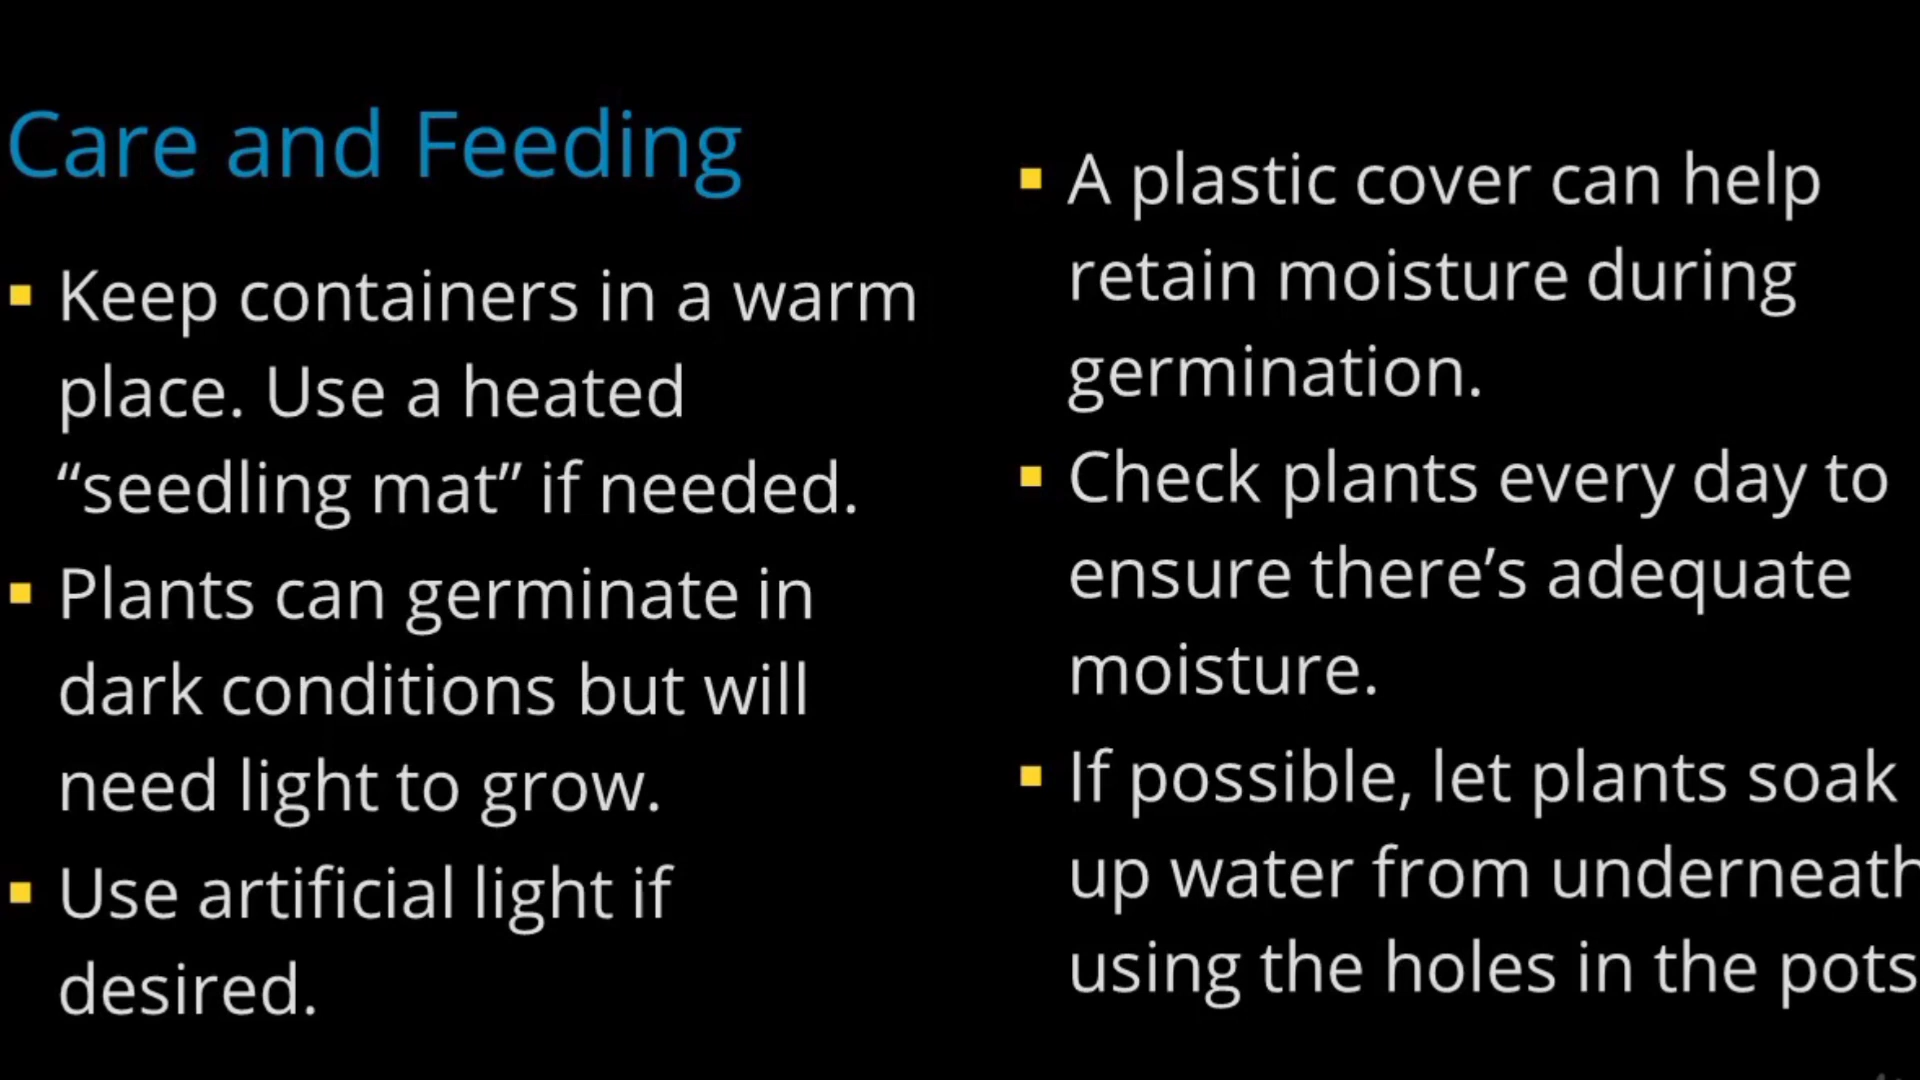 Care and Feeding
Keep containers in a warm
place. Use a heated
“seedling mat” if needed.
Plants can germinate in
dark conditions but will
need light to grow.
Use artificial light if
desired.
A plastic cover can help
retain moisture during
germination.
Check plants every day to
ensure there’s adequate
moisture.
If possible, let plants soak
up water from underneath
using the holes in the pots